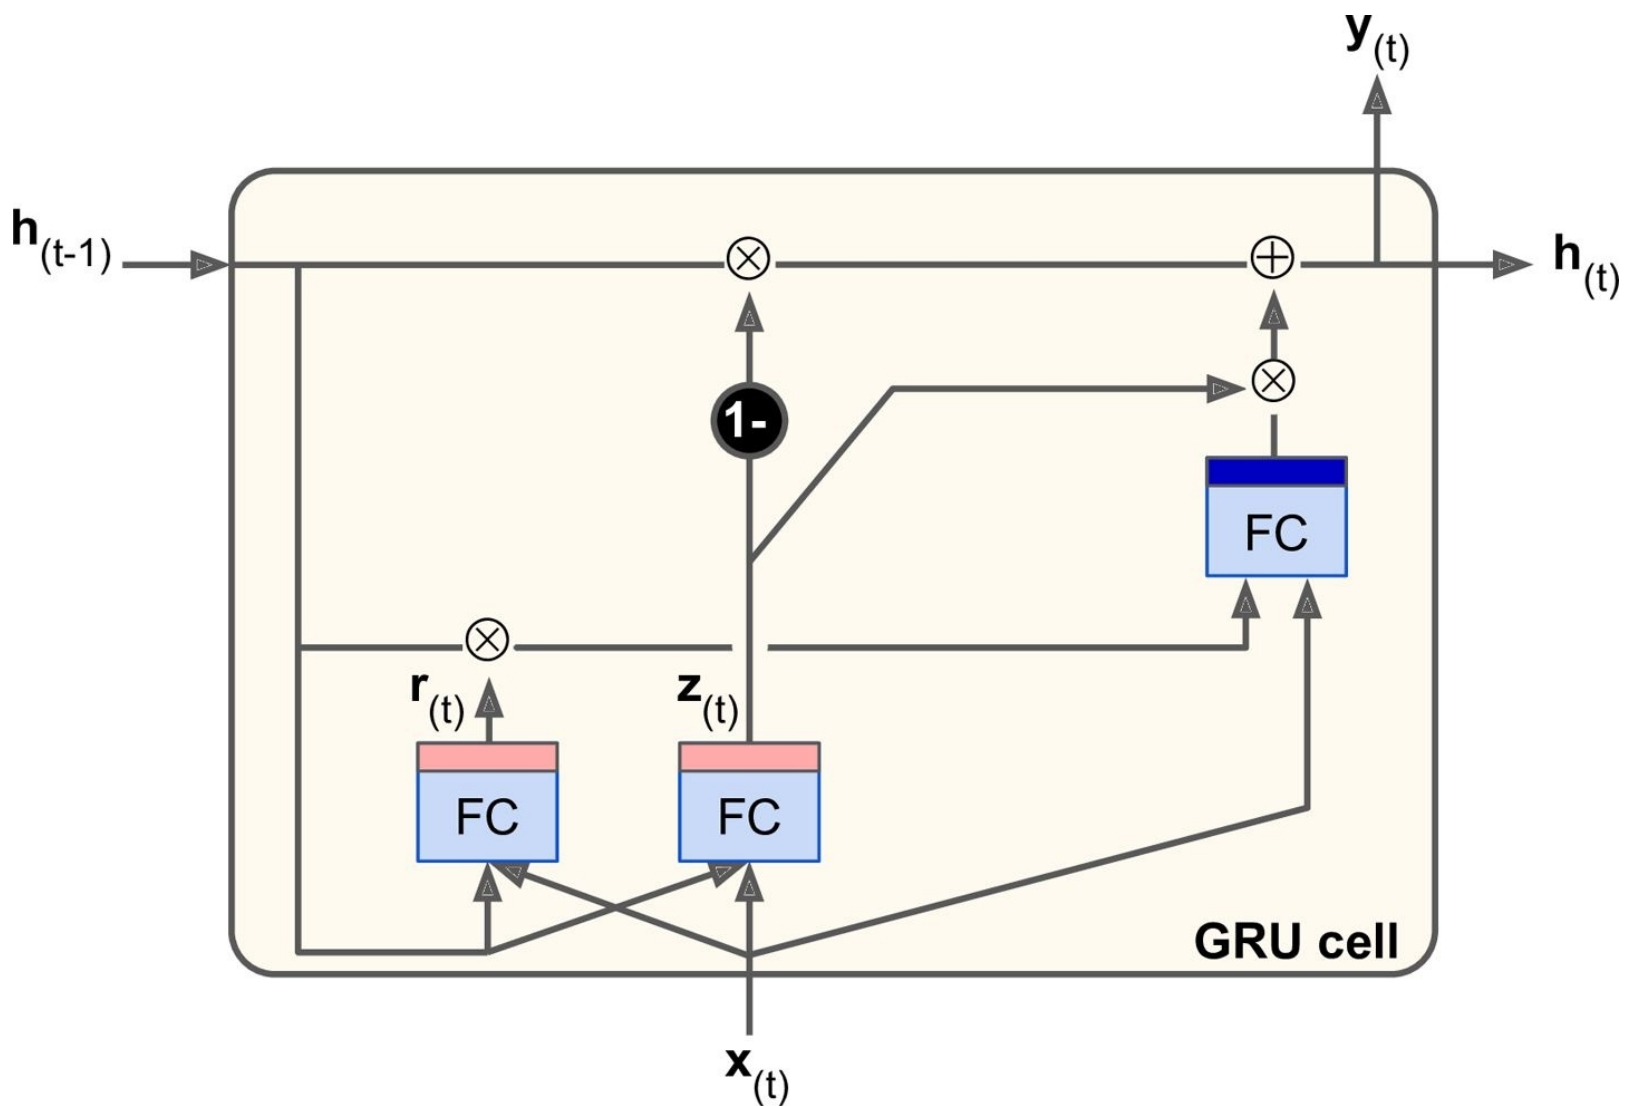 y(t)
h(t-1)
h(t)
1-
FC
r(t)
z(t)
FC
FC
GRU cell
x(t)